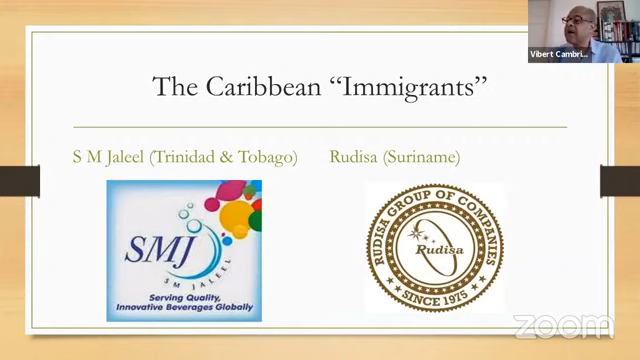 Vibert Cambri...
The Caribbean “Immigrants”
S M Jaleel (Trinidad & Tobago)
Rudisa (Suriname)
SMJ
S M JALEEL
Serving Quality,
Innovative Beverages Globally
RUDISA GROUP OF COMPANIES
Rudisa
SINCE 1975
zoom